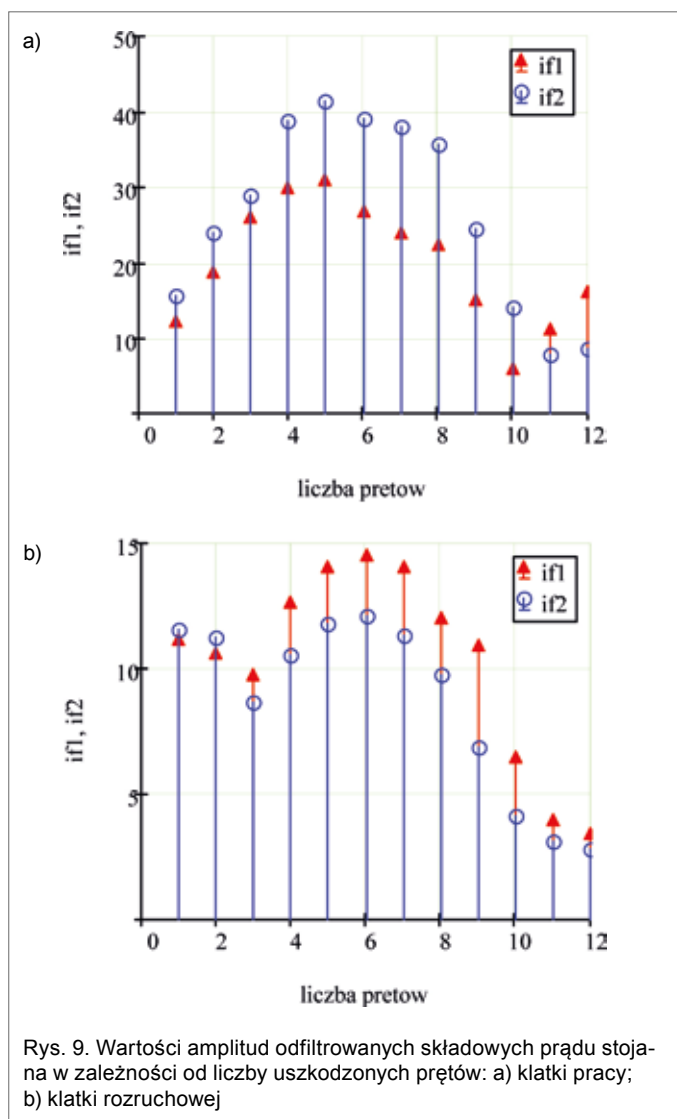 a)
50
40
30
20
10
if1, if2
if1
if2
0 2 4 6 8 10 12
liczba pretow
b)
15
10
5
if1, if2
if1
if2
0 2 4 6 8 10 12
liczba pretow
Rys. 9. Wartości amplitud odfiltrowanych składowych prądu stoja-
na w zależności od liczby uszkodzonych prętów: a) klatki pracy;
b) klatki rozruchowej